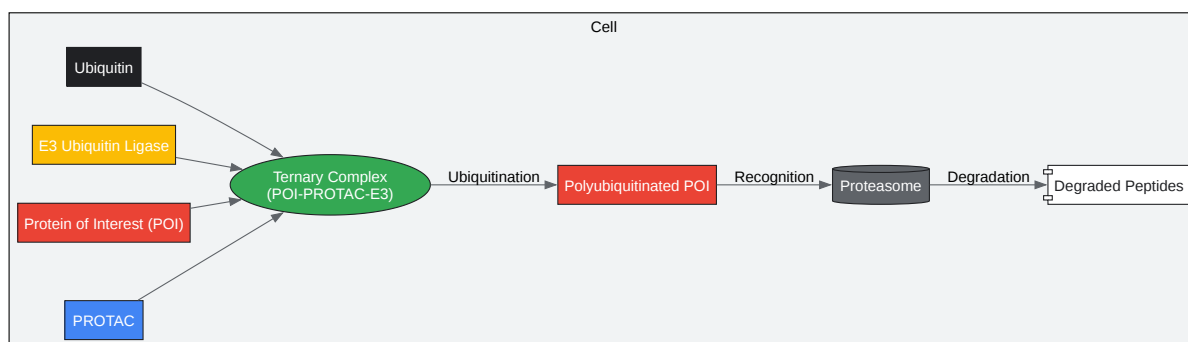 Cell
Ubiquitin
E3 Ubiquitin Ligase
Protein of Interest (POI)
PROTAC
Ternary Complex
(POI-PROTAC-E3)
Ubiquitination
Polyubiquitinated POI
Recognition
Proteasome
Degradation
Degraded Peptides